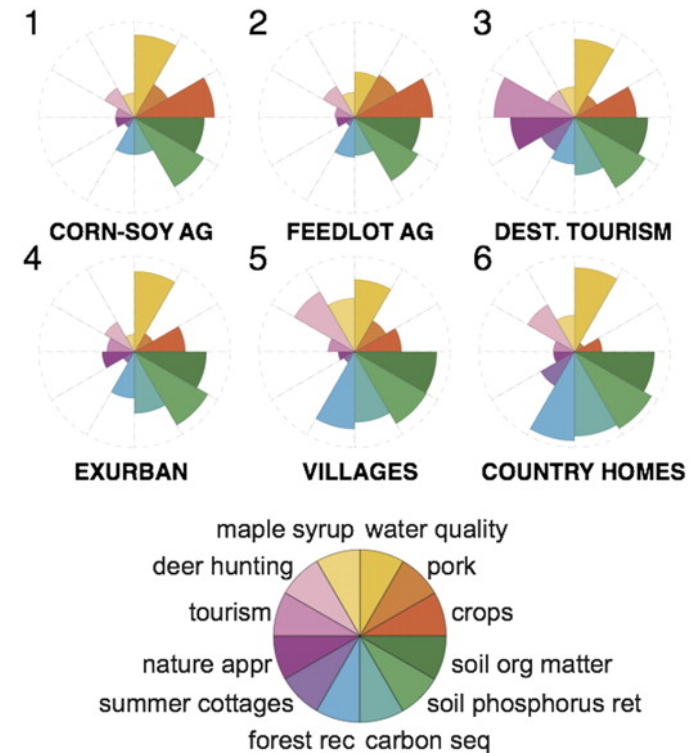 1 2 3
CORN-SOY AG FEEDLOT AG DEST. TOURISM
4 5 6
EXURBAN VILLAGES COUNTRY HOMES
maple syrup water quality
deer hunting pork
tourism crops
nature appr soil org matter
summer cottages soil phosphorus ret
forest rec carbon seq